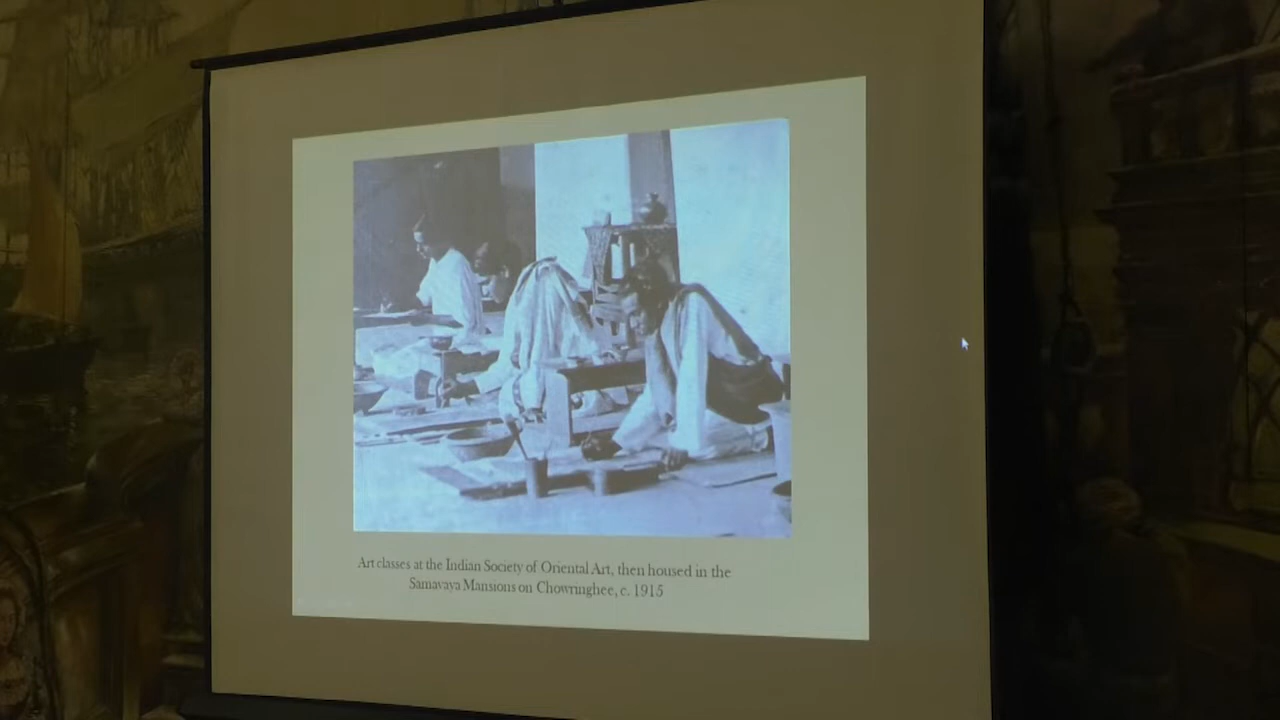 Art classes at the Indian Society of Oriental Art, then housed in the
Samavaya Mansions on Chowringhee, c. 1915